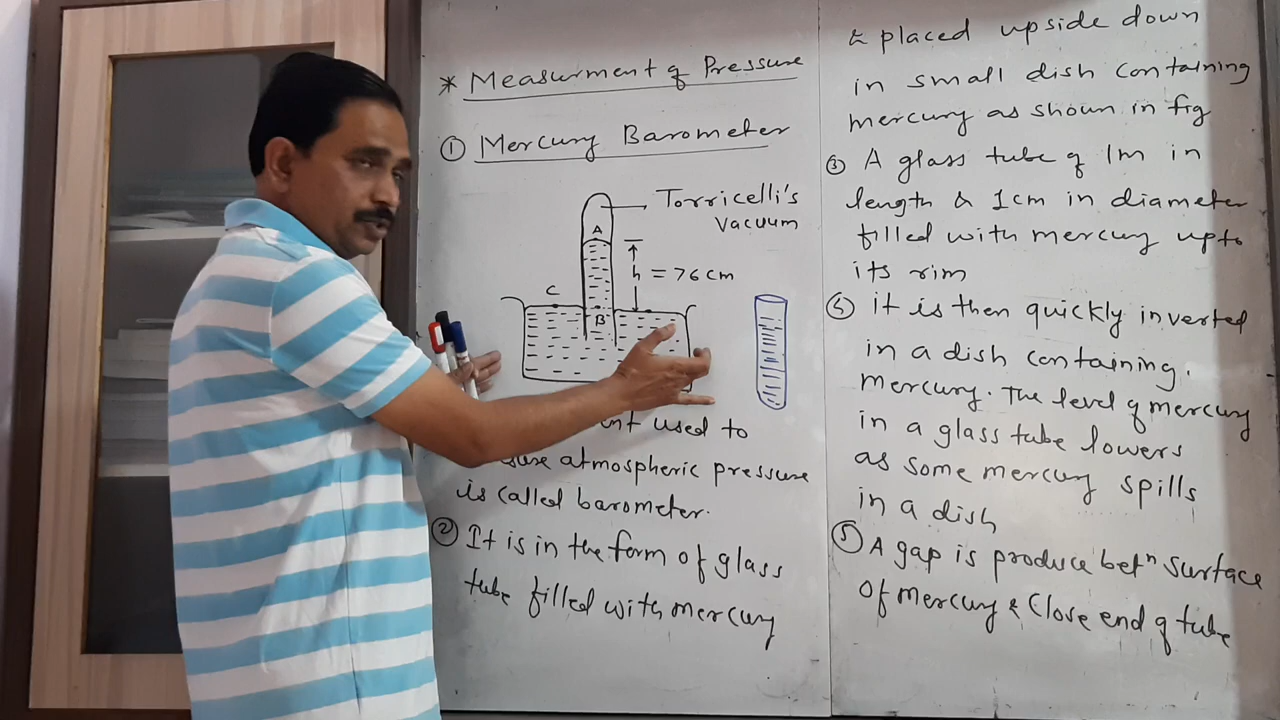 * Measurment of Pressure
① Mercury Barometer
Torricelli's
vacuum
A
h = 76 cm
C
B
used to
atmospheric pressure
is called barometer.
② It is in the form of glass
tube filled with mercury
& placed upside down
in small dish containing
mercury as shown in fig
③ A glass tube of 1m in
length & 1cm in diameter
filled with mercury upto
its rim
④ it is then quickly inverted
in a dish containing.
mercury. The level of mercury
in a glass tube lowers
as some mercury spills
in a dish
⑤ A gap is produce betn surface
of mercury & Close end of tube